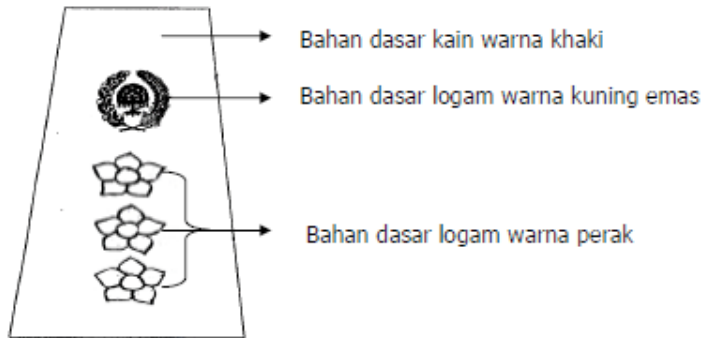 Bahan dasar kain warna khaki
Bahan dasar logam warna kuning emas
Bahan dasar logam warna perak